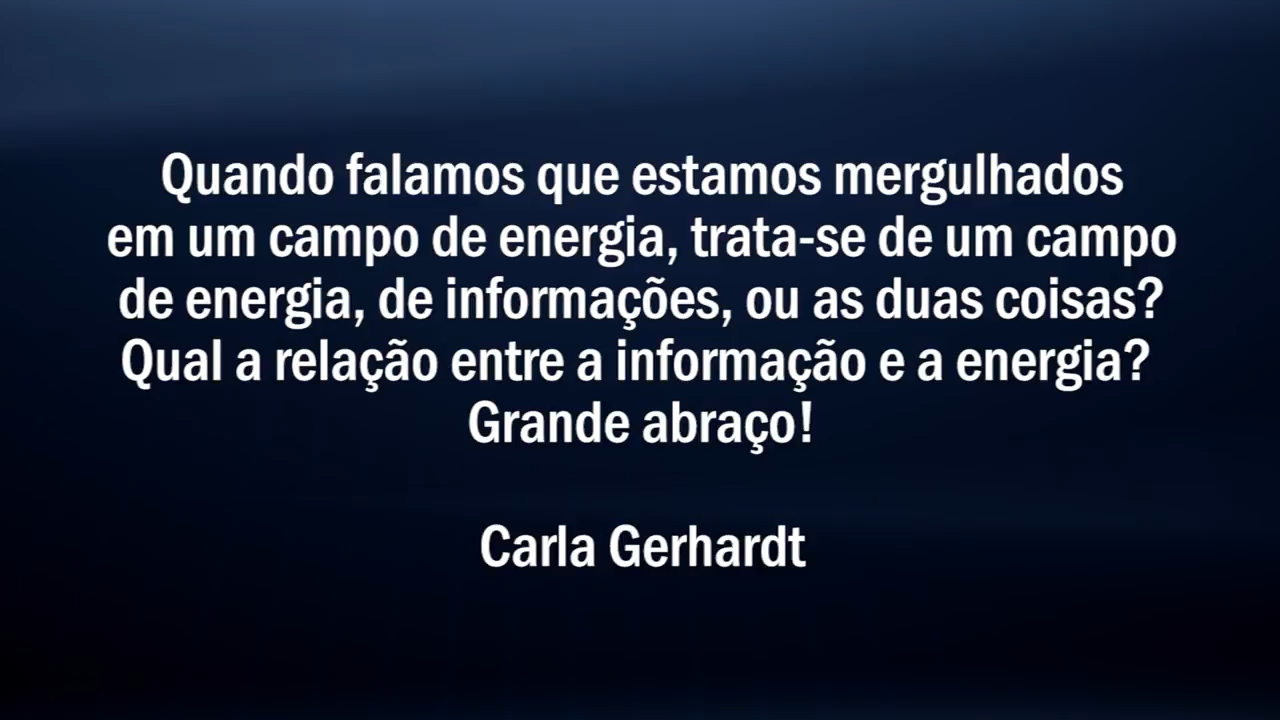 Quando falamos que estamos mergulhados
em um campo de energia, trata-se de um campo
de energia, de informações, ou as duas coisas?
Qual a relação entre a informação e a energia?
Grande abraço!
Carla Gerhardt